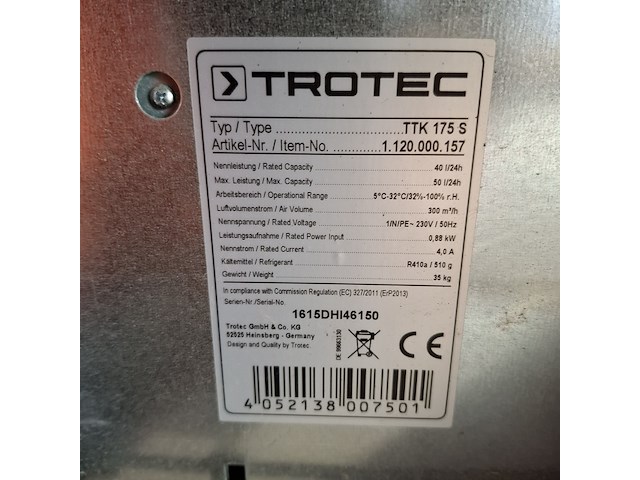 TROTEC
Typ / Type ........................ TTK 175 S
Artikel-Nr. / Item-No. .......... 1.120.000.157
Nennleistung / Rated Capacity 40 l/24h
Max. Leistung / Max. Capacity 50 l/24h
Arbeitsbereich / Operational Range 5°C-32°C/32%-100% r.H.
Luftvolumenstrom / Air Volume 300 m³/h
Nennspannung / Rated Voltage 1/N/PE~ 230V / 50Hz
Leistungsaufnahme / Rated Power Input 0,88 kW
Nennstrom / Rated Current 4,0 A
Kältemittel / Refrigerant R410a / 510 g
Gewicht / Weight 35 kg
In compliance with Commission Regulation (EC) 327/2011 (ErP2013)
Serien-Nr. /Serial-No.
1615DHI46150
Trotec GmbH & Co. KG
52525 Heinsberg - Germany
Design and Quality by Trotec
DE 99663130
CE
4 052138 007501